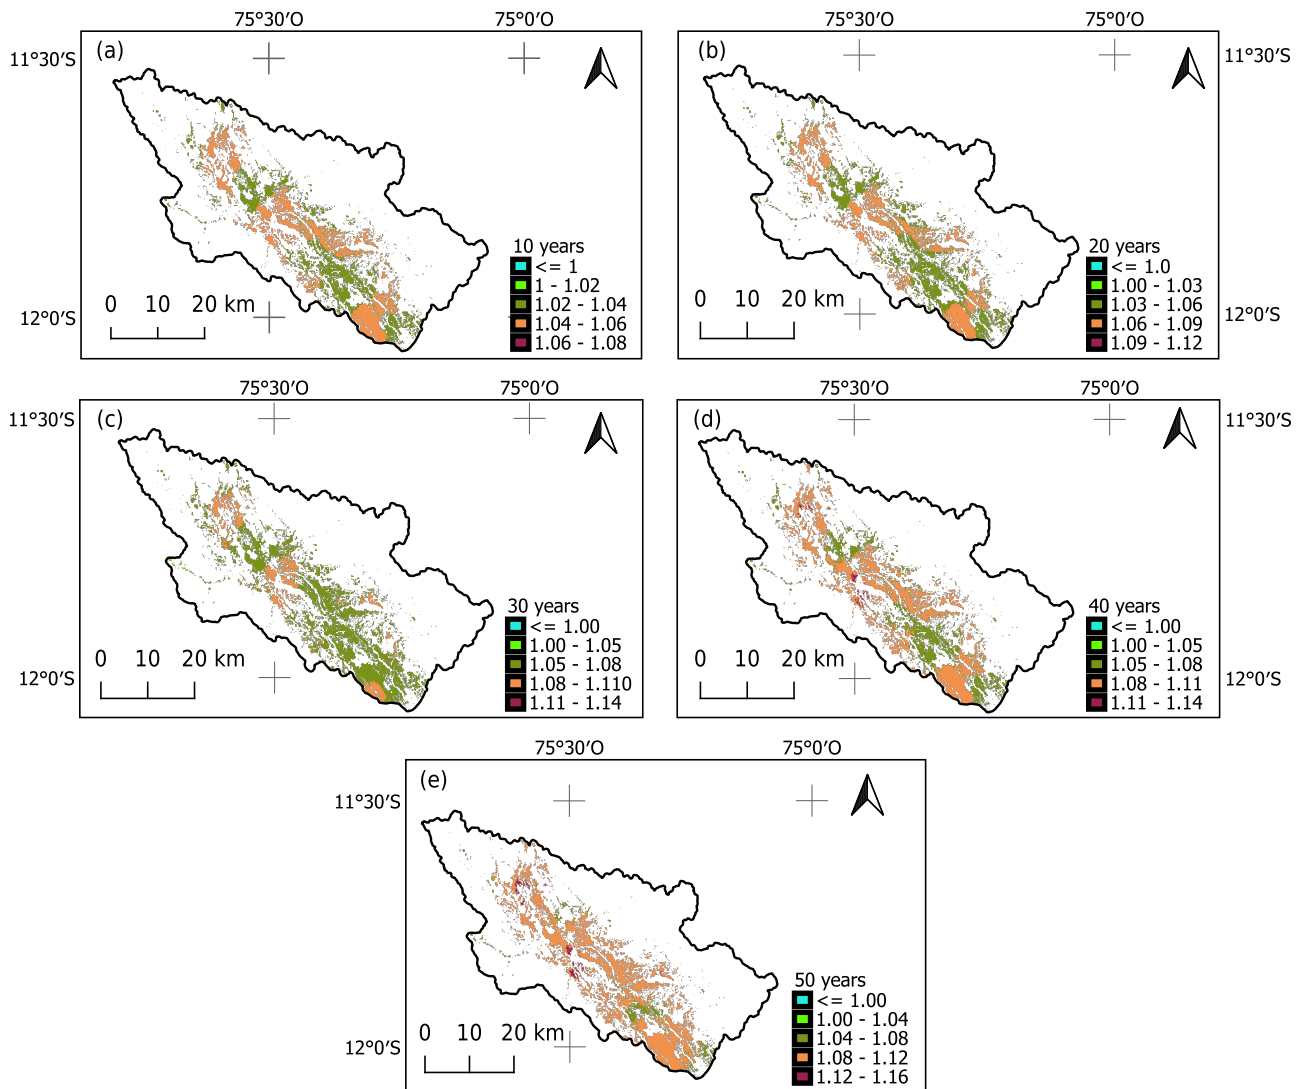 75°30′O 75°0′O 75°30′O 75°0′O
(a) (b)
11°30′S 11°30′S
10 years 20 years
<= 1 <= 1.0
1 - 1.02 1.00 - 1.03
1.02 - 1.04 1.03 - 1.06
1.04 - 1.06 1.06 - 1.09
1.06 - 1.08 1.09 - 1.12
0 10 20 km 0 10 20 km
12°0′S 12°0′S
75°30′O 75°0′O 75°30′O 75°0′O
(c) (d)
11°30′S 11°30′S
30 years 40 years
<= 1.00 <= 1.00
1.00 - 1.05 1.00 - 1.05
1.05 - 1.08 1.05 - 1.08
1.08 - 1.110 1.08 - 1.11
1.11 - 1.14 1.11 - 1.14
0 10 20 km 0 10 20 km
12°0′S 12°0′S
75°30′O 75°0′O
(e)
11°30′S
50 years
<= 1.00
1.00 - 1.04
1.04 - 1.08
1.08 - 1.12
1.12 - 1.16
0 10 20 km
12°0′S